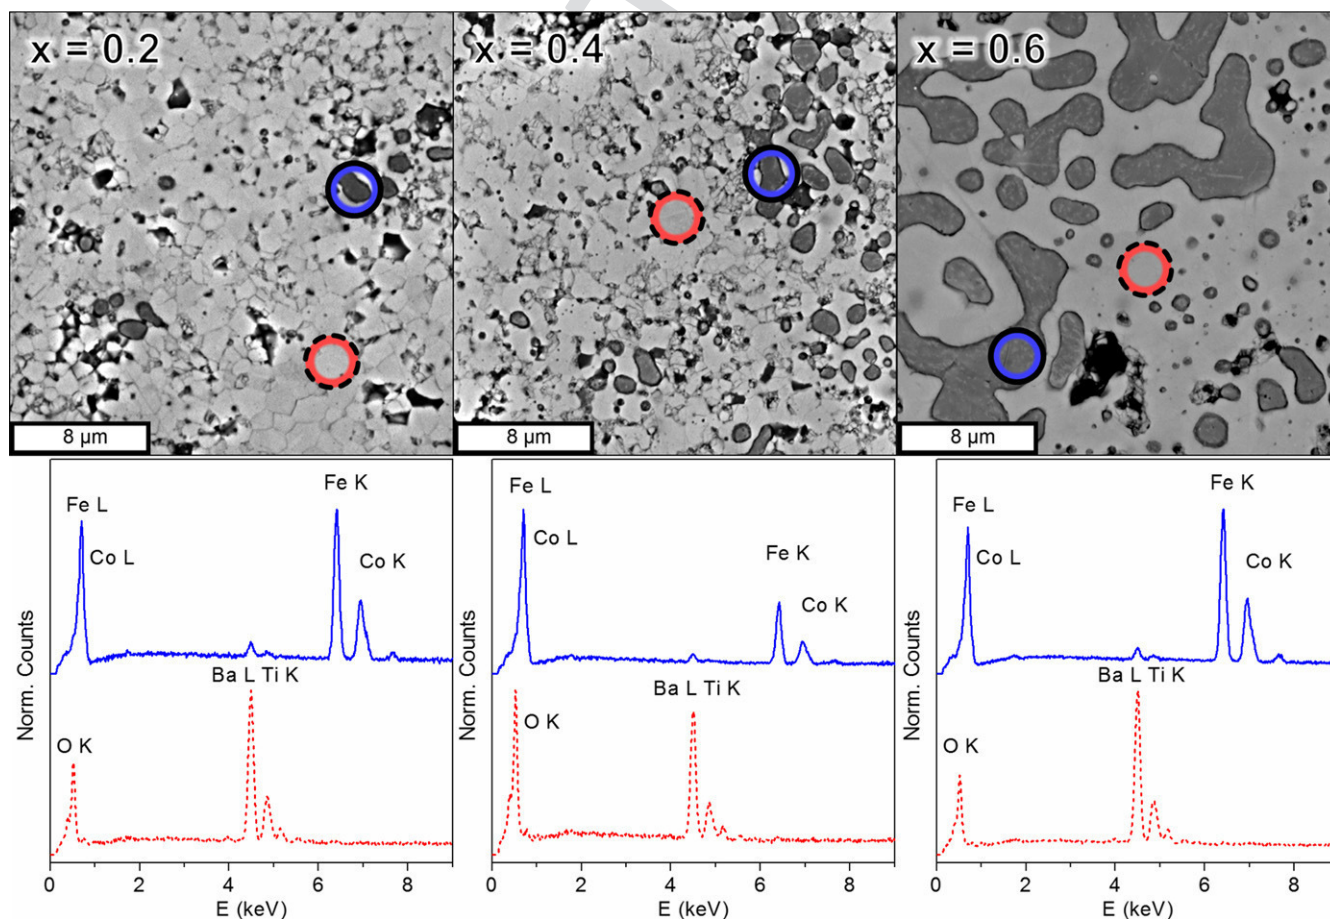 x = 0.2
x = 0.4
x = 0.6
8 µm
8 µm
8 µm
Fe L
Co L
Fe K
Co K
Ba L Ti K
O K
Norm. Counts
0 2 4 6 8
E (keV)
Fe L
Co L
Fe K
Co K
Ba L Ti K
O K
Norm. Counts
0 2 4 6 8
E (keV)
Fe L
Co L
Fe K
Co K
Ba L Ti K
O K
Norm. Counts
0 2 4 6 8
E (keV)